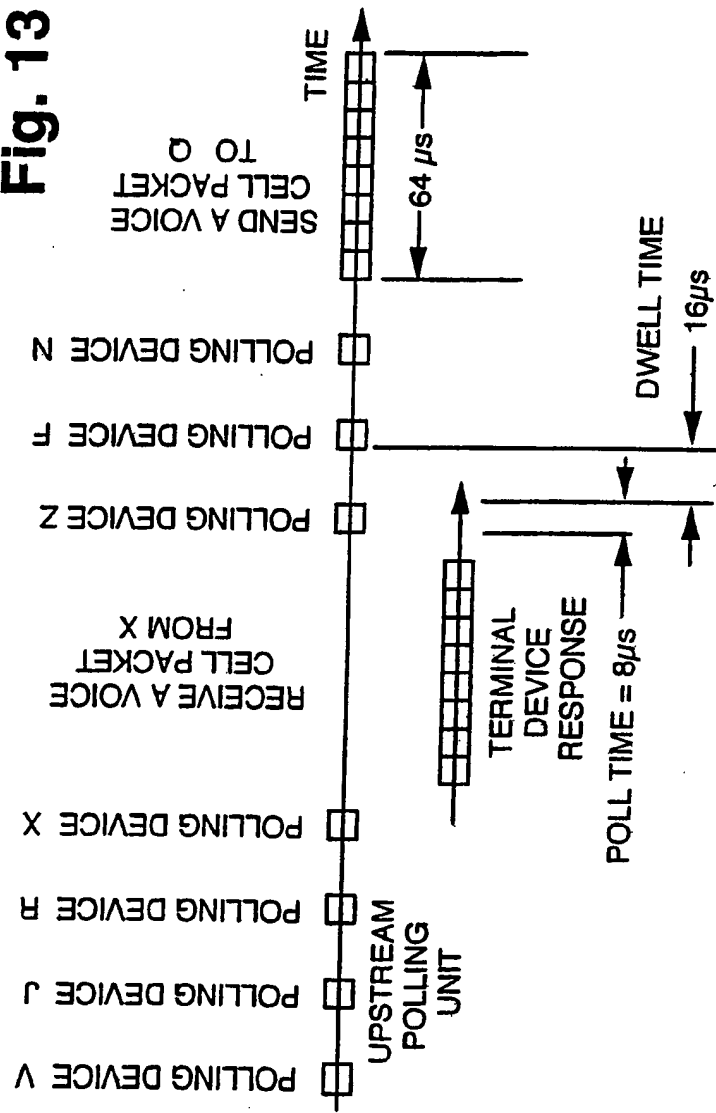 Fig. 13
POLLING DEVICE V
POLLING DEVICE J
POLLING DEVICE R
POLLING DEVICE X
RECEIVE A VOICE
CELL PACKET
FROM X
POLLING DEVICE Z
POLLING DEVICE F
POLLING DEVICE N
SEND A VOICE
CELL PACKET
TO Q
TIME
UPSTREAM
POLLING
UNIT
TERMINAL
DEVICE
RESPONSE
64 µs
POLL TIME = 8µs
DWELL TIME
16µs